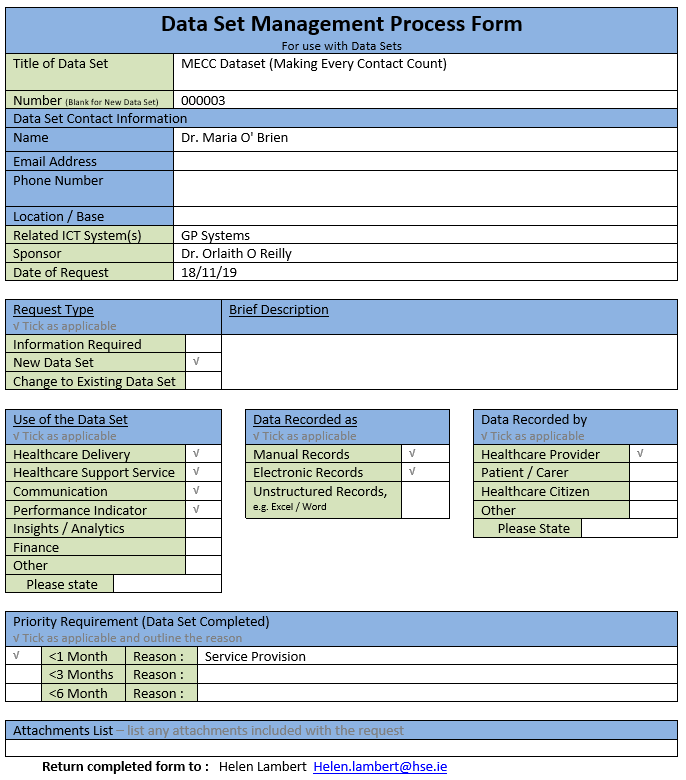 Data Set Management Process Form
For use with Data Sets
Title of Data Set MECC Dataset (Making Every Contact Count)
Number (Blank for New Data Set) 000003
Data Set Contact Information
Name Dr. Maria O' Brien
Email Address
Phone Number
Location / Base
Related ICT System(s) GP Systems
Sponsor Dr. Orlaith O Reilly
Date of Request 18/11/19
Request Type Brief Description
√ Tick as applicable
Information Required
New Data Set √
Change to Existing Data Set
Use of the Data Set
√ Tick as applicable
Healthcare Delivery √
Healthcare Support Service √
Communication √
Performance Indicator √
Insights / Analytics
Finance
Other
Please state
Data Recorded as
√ Tick as applicable
Manual Records √
Electronic Records √
Unstructured Records,
e.g. Excel / Word
Data Recorded by
√ Tick as applicable
Healthcare Provider √
Patient / Carer
Healthcare Citizen
Other
Please State
Priority Requirement (Data Set Completed)
√ Tick as applicable and outline the reason
√ <1 Month Reason : Service Provision
<3 Months Reason :
<6 Month Reason :
Attachments List – list any attachments included with the request
Return completed form to : Helen Lambert Helen.lambert@hse.ie